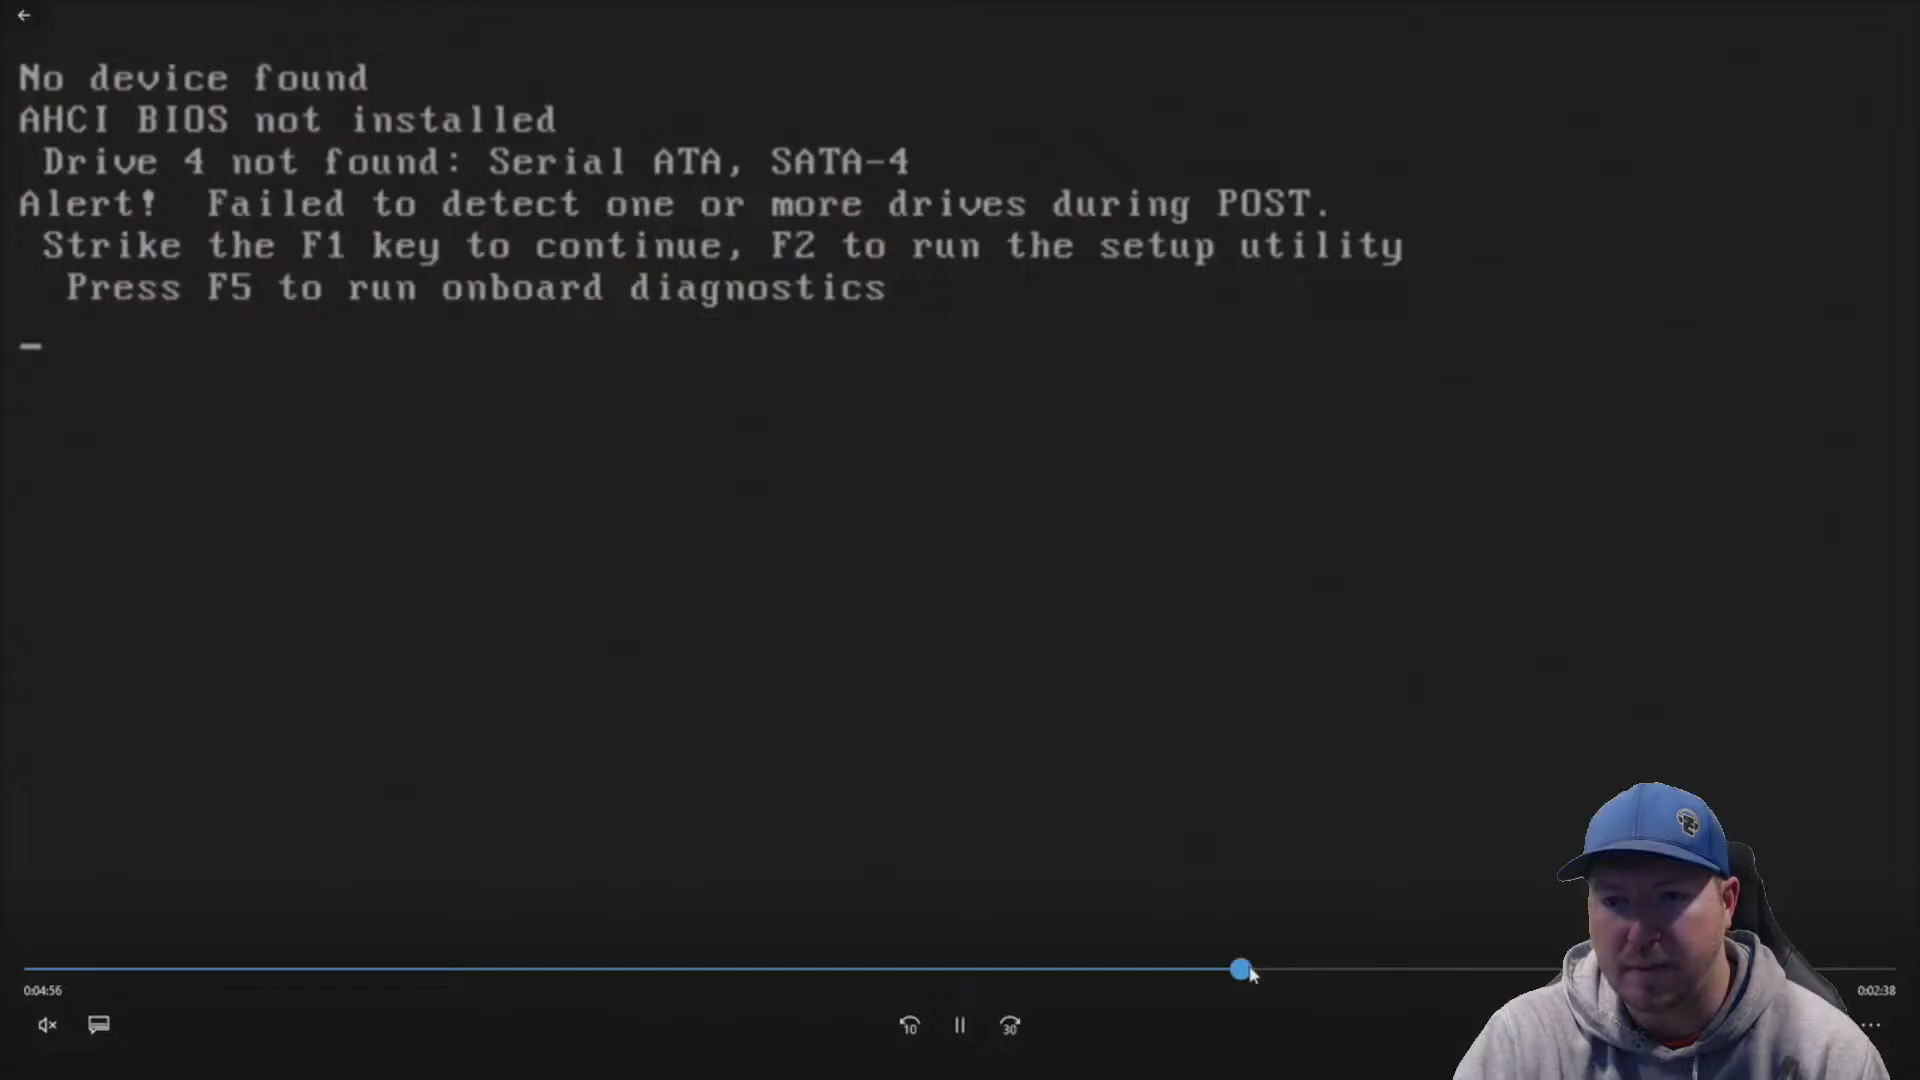 No device found
AHCI BIOS not installed
Drive 4 not found: Serial ATA, SATA-4
Alert!  Failed to detect one or more drives during POST.
Strike the F1 key to continue, F2 to run the setup utility
Press F5 to run onboard diagnostics
_
0:04:56
0:02:38
10
30